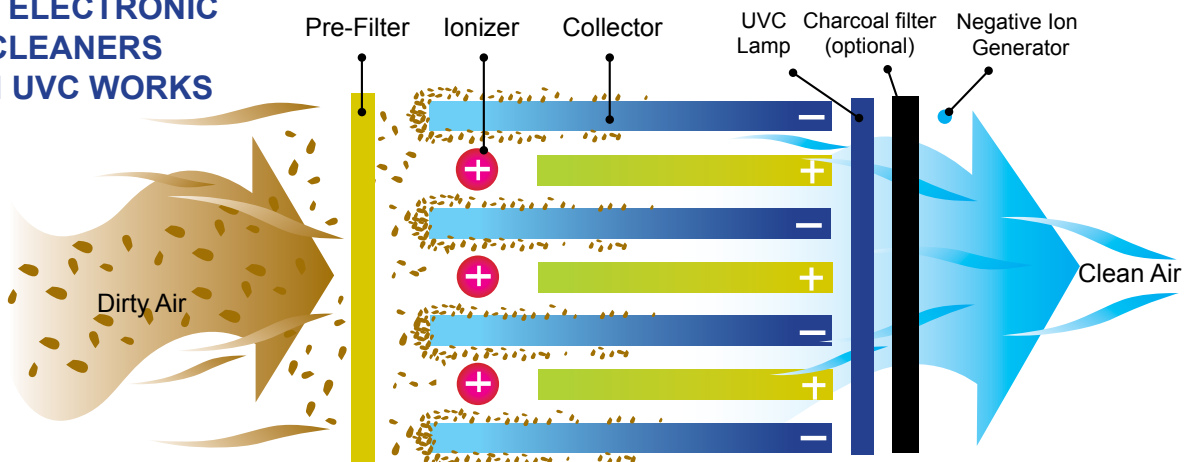 ELECTRONIC
CLEANERS
UVC WORKS
Pre-Filter
Ionizer
Collector
UVC
Lamp
Charcoal filter
(optional)
Negative Ion
Generator
Dirty Air
Clean Air
+
+
+
−
+
−
+
−
+
−